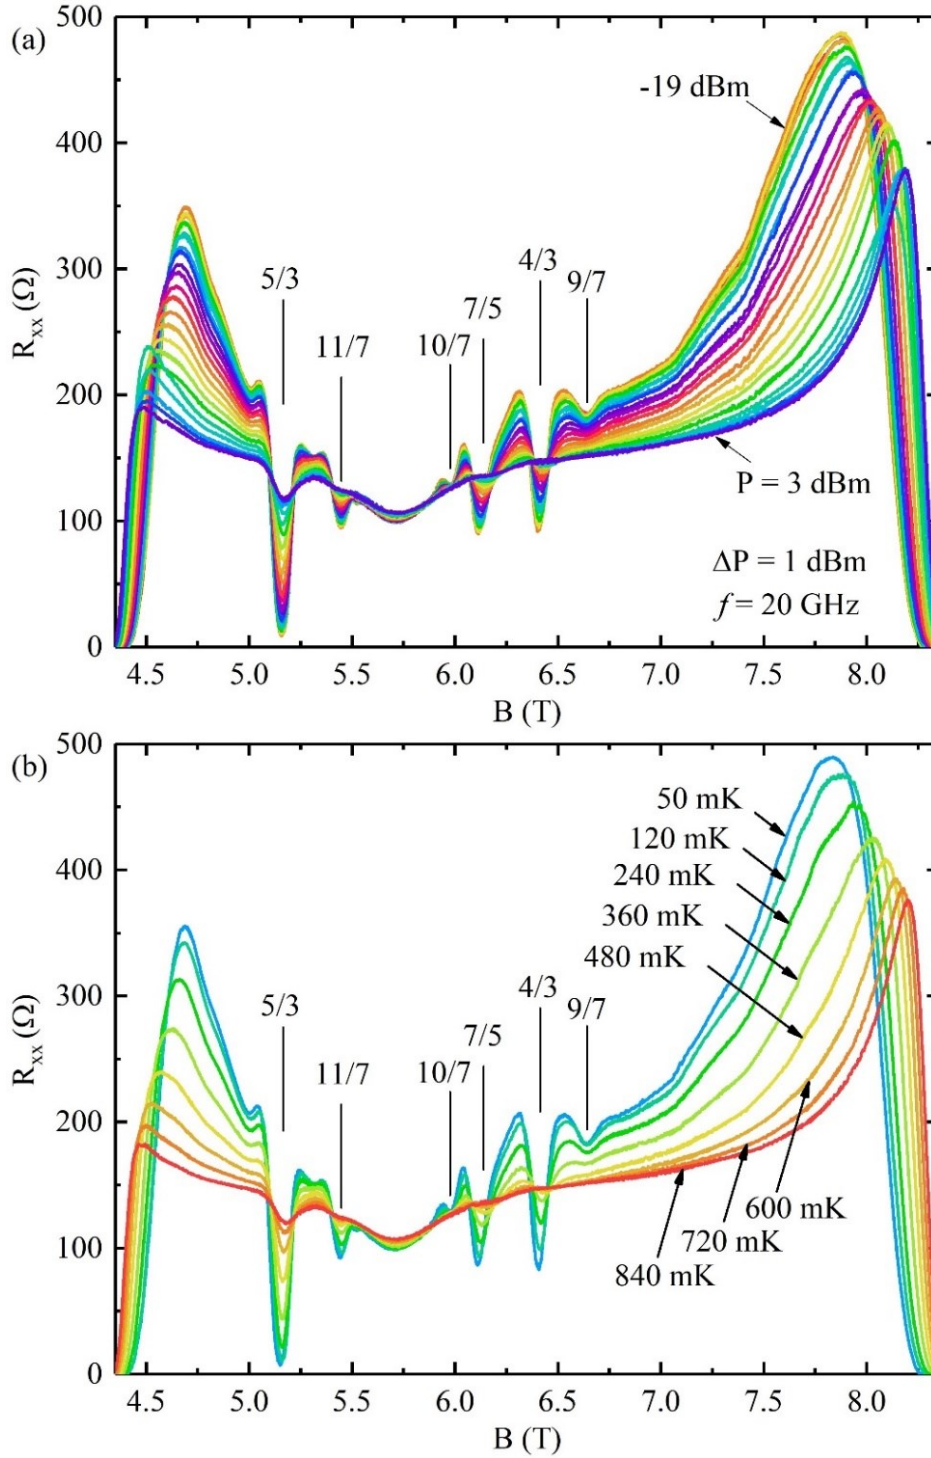 (a)
500
400
300
200
100
0
R_xx (Ω)
-19 dBm
5/3
11/7
10/7
7/5
4/3
9/7
P = 3 dBm
ΔP = 1 dBm
f = 20 GHz
4.5 5.0 5.5 6.0 6.5 7.0 7.5 8.0
B (T)
(b)
500
400
300
200
100
0
R_xx (Ω)
50 mK
120 mK
240 mK
360 mK
480 mK
5/3
11/7
10/7
7/5
4/3
9/7
600 mK
720 mK
840 mK
4.5 5.0 5.5 6.0 6.5 7.0 7.5 8.0
B (T)